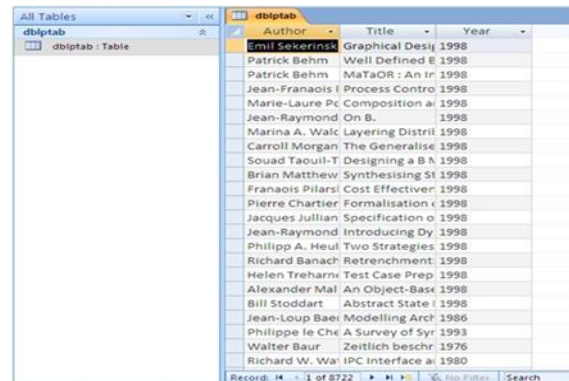 All Tables
dblptab
dblptab : Table
dblptab
Author Title Year
Emil Sekerinsk Graphical Desig 1998
Patrick Behm Well Defined B 1998
Patrick Behm MaTaOR : An In 1998
Jean-Franaois Process Contro 1998
Marie-Laure Po Composition a 1998
Jean-Raymond On B. 1998
Marina A. Wald Layering Distril 1998
Carroll Morgan The Generalise 1998
Souad Taouil-T Designing a B M 1998
Brian Matthew Synthesising St 1998
Franaois Pilars Cost Effectiven 1998
Pierre Chartier Formalisation 1998
Jacques Jullian Specification o 1998
Jean-Raymond Introducing Dy 1998
Philipp A. Heul Two Strategies 1998
Richard Banach Retrenchment: 1998
Helen Treharne Test Case Prep 1998
Alexander Mal An Object-Base 1998
Bill Stoddart Abstract State 1998
Jean-Loup Baer Modelling Arch 1986
Philippe le Che A Survey of Syr 1993
Walter Baur Zeitlich beschr 1976
Richard W. Wat IPC Interface a 1980
Record: 1 of 8722 No Filter Search